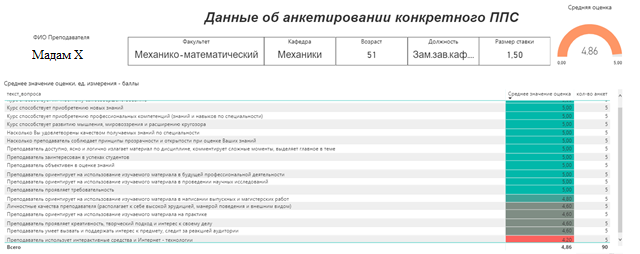 Данные об анкетировании конкретного ППС
Средняя оценка
4.86
0.00 5.00
ФИО Преподавателя
Мадам X
Факультет
Механико-математический
Кафедра
Механики
Возраст
51
Должность
Зам.зав.каф...
Размер ставки
1,50
Среднее значение оценки, ед. измерения - баллы
текст_вопроса Среднее значение оценки кол-во анкет
Курс способствует приобретению новых знаний 5.00 5
Курс способствует приобретению профессиональных компетенций (знаний и навыков по специальности) 5.00 5
Курс способствует развитию мышления, мировоззрения и расширению кругозора 5.00 5
Насколько Вы удовлетворены качеством получаемых знаний по специальности 5.00 5
Насколько преподаватель соблюдает принципы прозрачности и открытости при оценке Ваших знаний 5.00 5
Преподаватель доступно, ясно и логично излагает материал по дисциплине, комментирует сложные моменты, выделяет главное в теме 5.00 5
Преподаватель заинтересован в успехах студентов 5.00 5
Преподаватель объективен в оценке знаний 5.00 5
Преподаватель ориентирует на использование изучаемого материала в будущей профессиональной деятельности 5.00 5
Преподаватель ориентирует на использование изучаемого материала в проведении научных исследований 5.00 5
Преподаватель проявляет требовательность 5.00 5
Преподаватель ориентирует на использование изучаемого материала в написании выпускных и магистерских работ 4.80 5
Личностные качества преподавателя (располагает к себе высокой эрудицией, манерой поведения и внешним видом) 4.60 5
Преподаватель ориентирует на использование изучаемого материала на практике 4.60 5
Преподаватель проявляет креативность, творческий подход и интерес к своему делу 4.60 5
Преподаватель умеет вызвать и поддержать интерес к предмету, следит за реакцией аудитории 4.60 5
Преподаватель использует интерактивные средства и Интернет - технологии 4.20 5
Всего 4.86 90